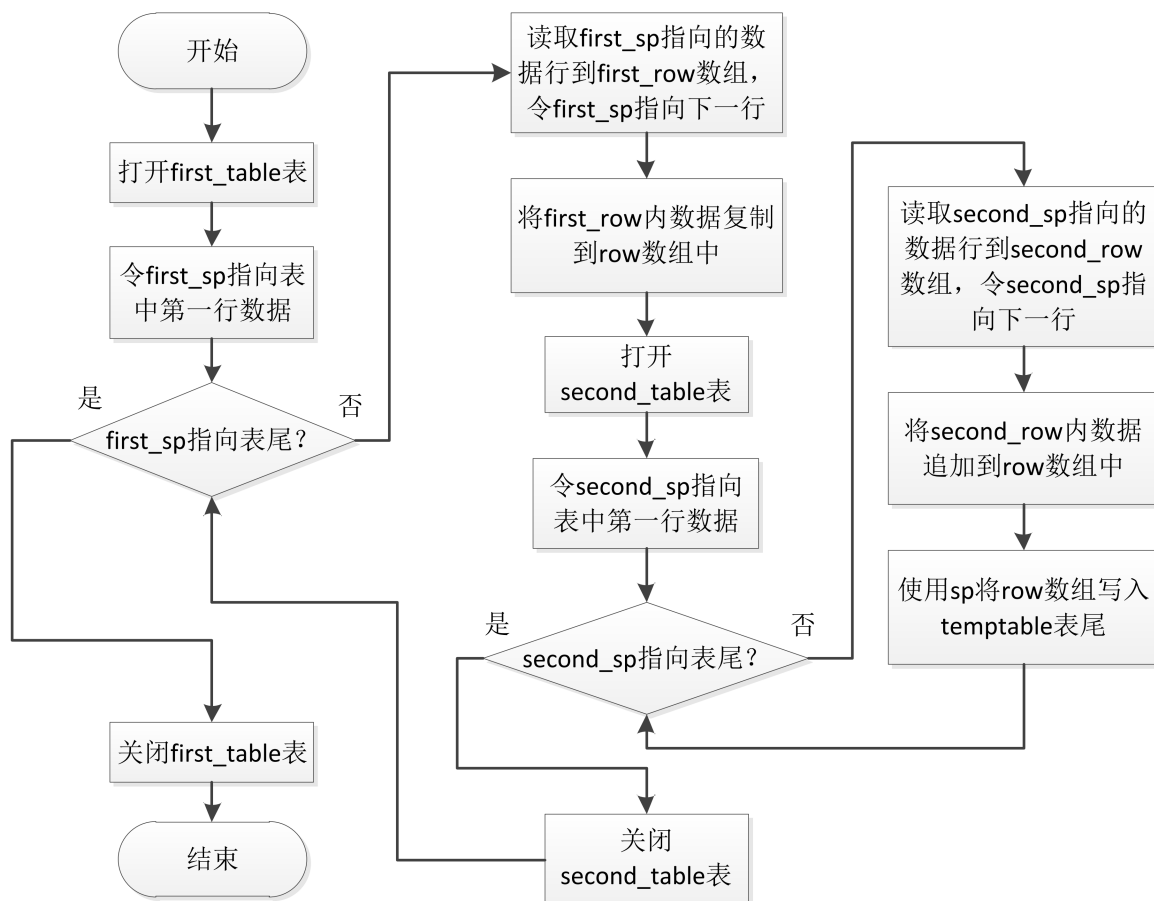 开始
打开first_table表
令first_sp指向表
中第一行数据
是
否
first_sp指向表尾？
关闭first_table表
结束
读取first_sp指向的数
据行到first_row数组，
令first_sp指向下一行
将first_row内数据复制
到row数组中
打开
second_table表
令second_sp指向
表中第一行数据
是
否
second_sp指向表尾？
关闭
second_table表
读取second_sp指向的
数据行到second_row
数组，令second_sp指
向下一行
将second_row内数据
追加到row数组中
使用sp将row数组写入
temptable表尾